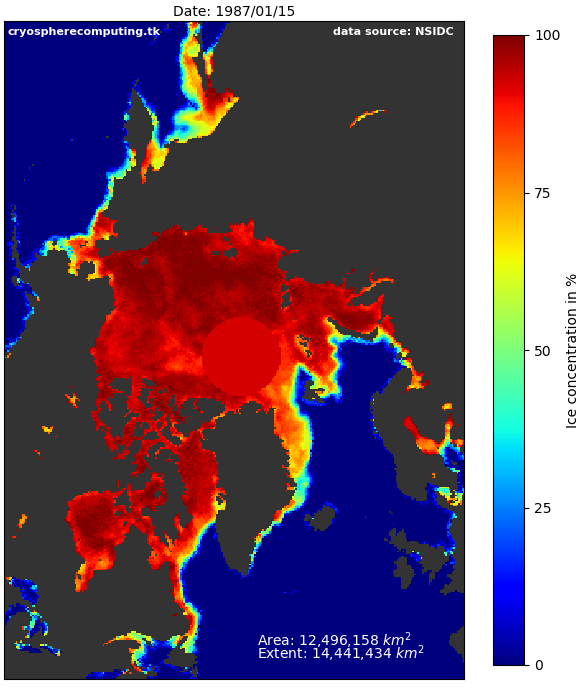 Date: 1987/01/15
cryospherecomputing.tk data source: NSIDC
100
75
50
25
0
Ice concentration in %
Area: 12,496,158 km²
Extent: 14,441,434 km²